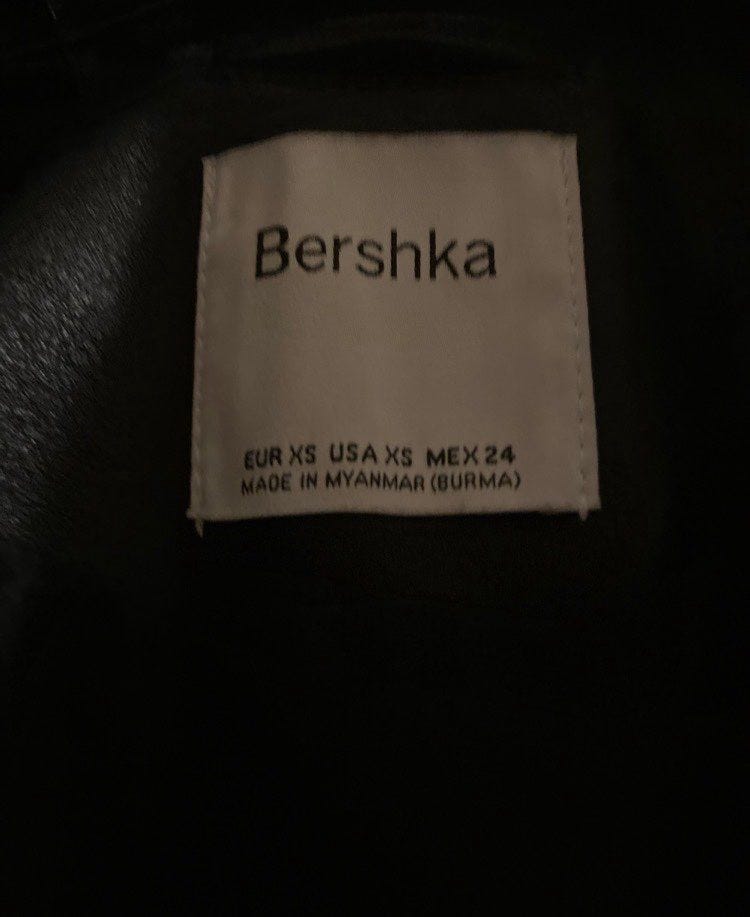 Bershka
EUR XS USA XS MEX 24
MADE IN MYANMAR (BURMA)